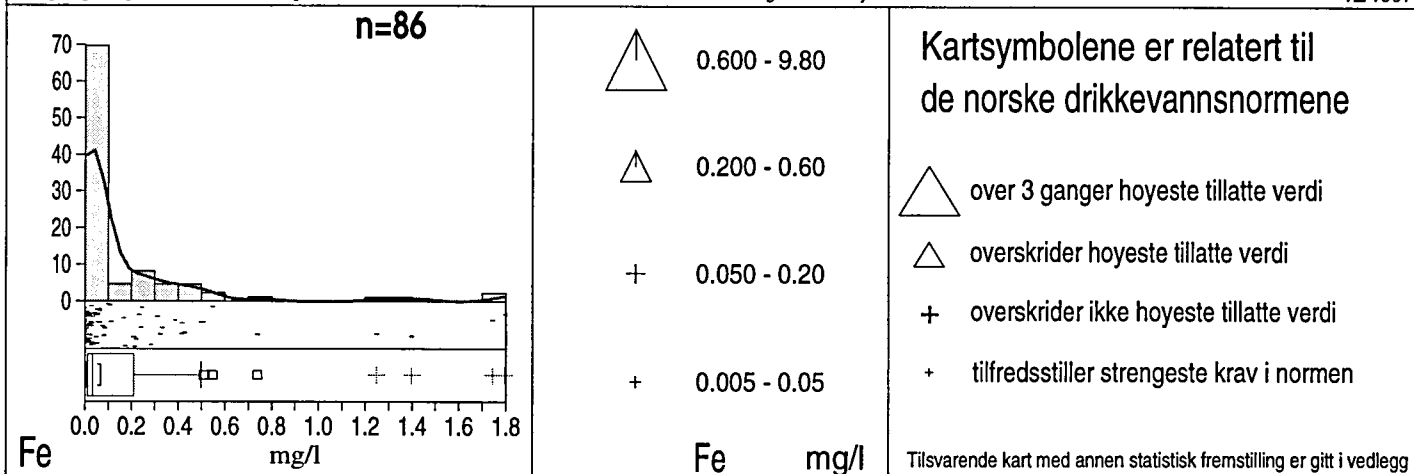 n=86
70
60
50
40
30
20
10
0
0.0 0.2 0.4 0.6 0.8 1.0 1.2 1.4 1.6 1.8
Fe mg/l
0.600 - 9.80
0.200 - 0.60
0.050 - 0.20
0.005 - 0.05
Fe mg/l
Kartsymbolene er relatert til
de norske drikkevannsnormene
over 3 ganger hoyeste tillatte verdi
overskrider hoyeste tillatte verdi
overskrider ikke hoyeste tillatte verdi
tilfredsstiller strengeste krav i normen
Tilsvarende kart med annen statistisk fremstilling er gitt i vedlegg